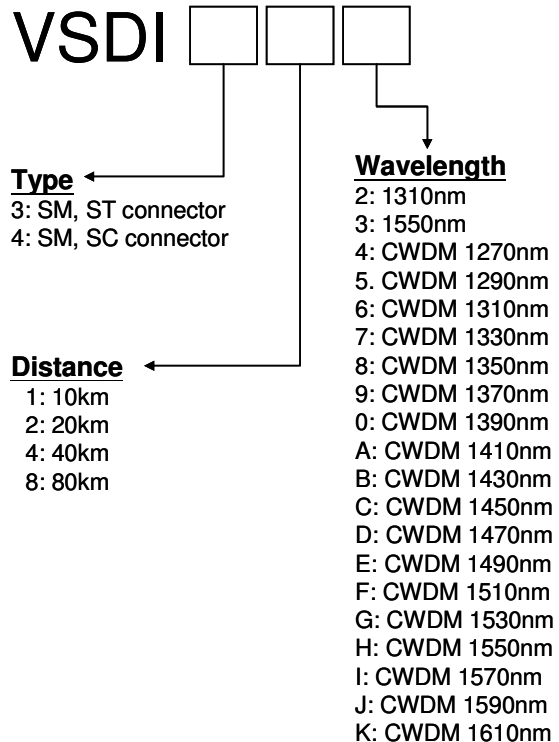 VSDI
Type
3: SM, ST connector
4: SM, SC connector
Distance
1: 10km
2: 20km
4: 40km
8: 80km
Wavelength
2: 1310nm
3: 1550nm
4: CWDM 1270nm
5. CWDM 1290nm
6: CWDM 1310nm
7: CWDM 1330nm
8: CWDM 1350nm
9: CWDM 1370nm
0: CWDM 1390nm
A: CWDM 1410nm
B: CWDM 1430nm
C: CWDM 1450nm
D: CWDM 1470nm
E: CWDM 1490nm
F: CWDM 1510nm
G: CWDM 1530nm
H: CWDM 1550nm
I: CWDM 1570nm
J: CWDM 1590nm
K: CWDM 1610nm